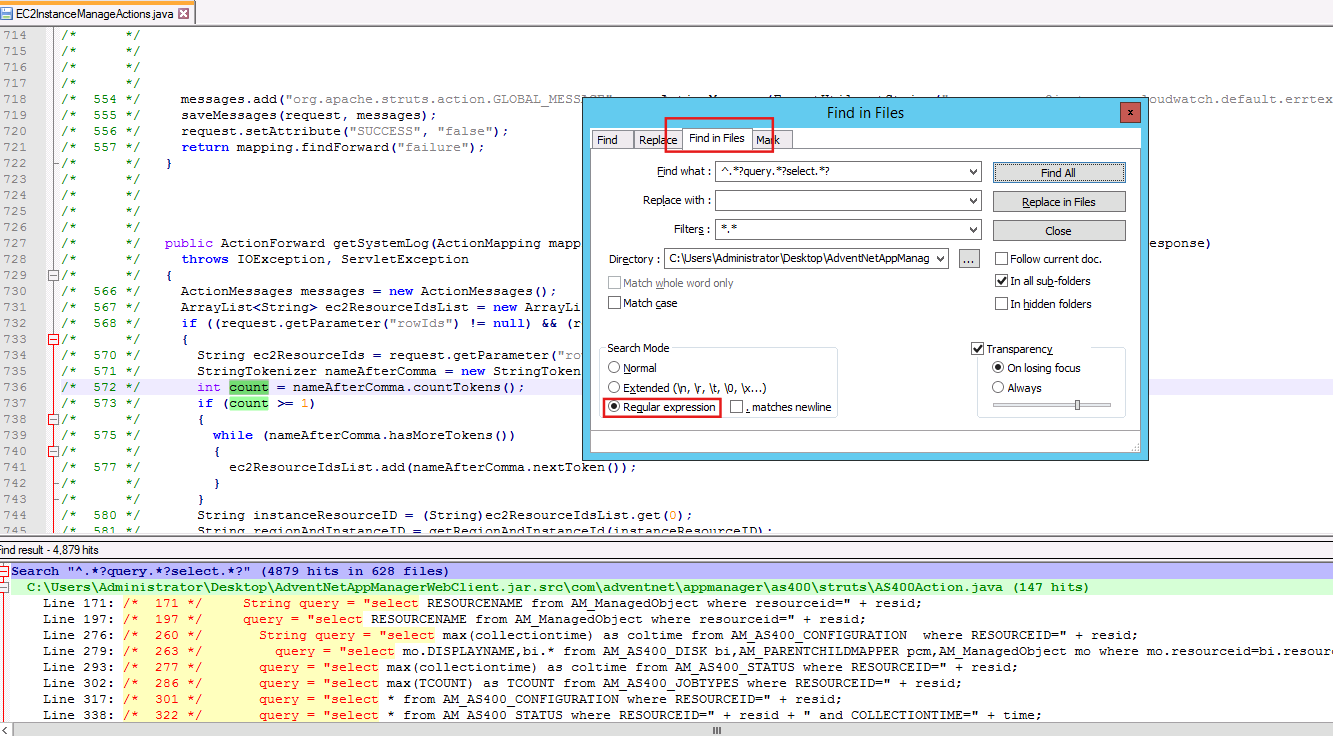 EC2InstanceManageActions.java
714 /* */
715 /* */
716 /* */
717 /* */
718 /* 554 */ messages.add("org.apache.struts.action.GLOBAL_MESSAGE"
719 /* 555 */ saveMessages(request, messages);
720 /* 556 */ request.setAttribute("SUCCESS", "false");
721 /* 557 */ return mapping.findForward("failure");
722 /* */ }
723 /* */
724 /* */
725 /* */
726 /* */
727 /* */ public ActionForward getSystemLog(ActionMapping mapp esponse)
728 /* */ throws IOException, ServletException
729 /* */ {
730 /* 566 */ ActionMessages messages = new ActionMessages();
731 /* 567 */ ArrayList<String> ec2ResourceIdsList = new ArrayLi
732 /* 568 */ if ((request.getParameter("rowIds") != null) && (r
733 /* */ {
734 /* 570 */ String ec2ResourceIds = request.getParameter("row
735 /* 571 */ StringTokenizer nameAfterComma = new StringToken
736 /* 572 */ int count = nameAfterComma.countTokens();
737 /* 573 */ if (count >= 1)
738 /* */ {
739 /* 575 */ while (nameAfterComma.hasMoreTokens())
740 /* */ {
741 /* 577 */ ec2ResourceIdsList.add(nameAfterComma.nextToken());
742 /* */ }
743 /* */ }
744 /* 580 */ String instanceResourceID = (String)ec2ResourceIdsList.get(0);
745 /* 581 */ String regionAndInstanceID = getRegionAndInstanceId(instanceResourceID);
Find in Files
x
Find Replace Find in Files Mark
Find what : ^.*?query.*?select.*? Find All
Replace with : Replace in Files
Filters : *.* Close
Directory : C:\Users\Administrator\Desktop\AdventNetAppManag ... Follow current doc.
Match whole word only In all sub-folders
Match case In hidden folders
Search Mode Transparency
Normal On losing focus
Extended (\n, \r, \t, \0, \x...) Always
Regular expression . matches newline
Find result - 4,879 hits
Search "^.*?query.*?select.*?" (4879 hits in 628 files)
C:\Users\Administrator\Desktop\AdventNetAppManagerWebClient.jar.src\com\adventnet\appmanager\as400\struts\AS400Action.java (147 hits)
Line 171: /* 171 */ String query = "select RESOURCENAME from AM_ManagedObject where resourceid=" + resid;
Line 197: /* 197 */ query = "select RESOURCENAME from AM_ManagedObject where resourceid=" + resid;
Line 276: /* 260 */ String query = "select max(collectiontime) as coltime from AM_AS400_CONFIGURATION where RESOURCEID=" + resid;
Line 279: /* 263 */ query = "select mo.DISPLAYNAME,bi.* from AM_AS400_DISK bi,AM_PARENTCHILDMAPPER pcm,AM_ManagedObject mo where mo.resourceid=bi.resour
Line 293: /* 277 */ query = "select max(collectiontime) as coltime from AM_AS400_STATUS where RESOURCEID=" + resid;
Line 302: /* 286 */ query = "select max(TCOUNT) as TCOUNT from AM_AS400_JOBTYPES where RESOURCEID=" + resid;
Line 317: /* 301 */ query = "select * from AM_AS400_CONFIGURATION where RESOURCEID=" + resid;
Line 338: /* 322 */ query = "select * from AM_AS400_STATUS where RESOURCEID=" + resid + " and COLLECTIONTIME=" + time;